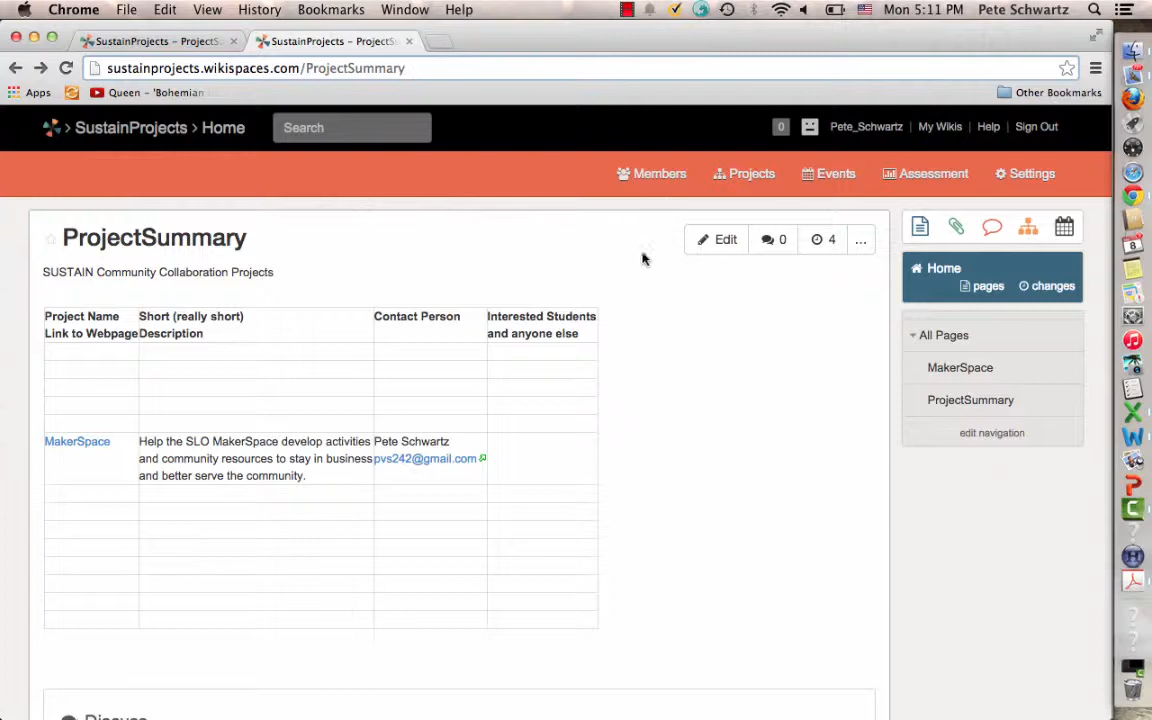 Chrome File Edit View History Bookmarks Window Help Mon 5:11 PM Pete Schwartz
SustainProjects – ProjectS
SustainProjects – ProjectSu
sustainprojects.wikispaces.com/ProjectSummary
Apps Queen - 'Bohemian Other Bookmarks
SustainProjects › Home Search 0 Pete_Schwartz My Wikis Help Sign Out
Members Projects Events Assessment Settings
ProjectSummary Edit 0 4 ...
SUSTAIN Community Collaboration Projects
Home
pages changes
Project Name Short (really short) Contact Person Interested Students
Link to Webpage Description and anyone else
All Pages
MakerSpace
ProjectSummary
edit navigation
MakerSpace Help the SLO MakerSpace develop activities Pete Schwartz
and community resources to stay in business pvs242@gmail.com
and better serve the community.
Discuss